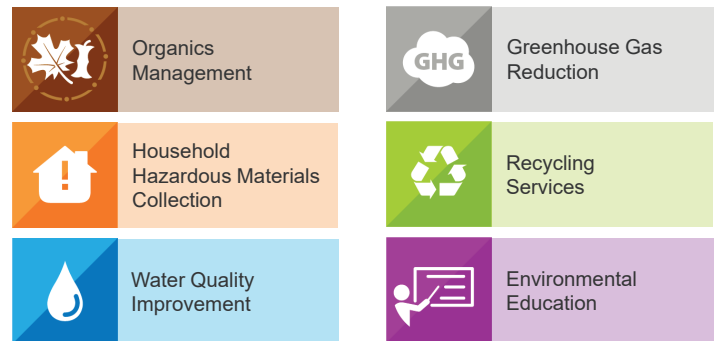 Organics
Management
GHG
Greenhouse Gas
Reduction
Household
Hazardous Materials
Collection
Recycling
Services
Water Quality
Improvement
Environmental
Education